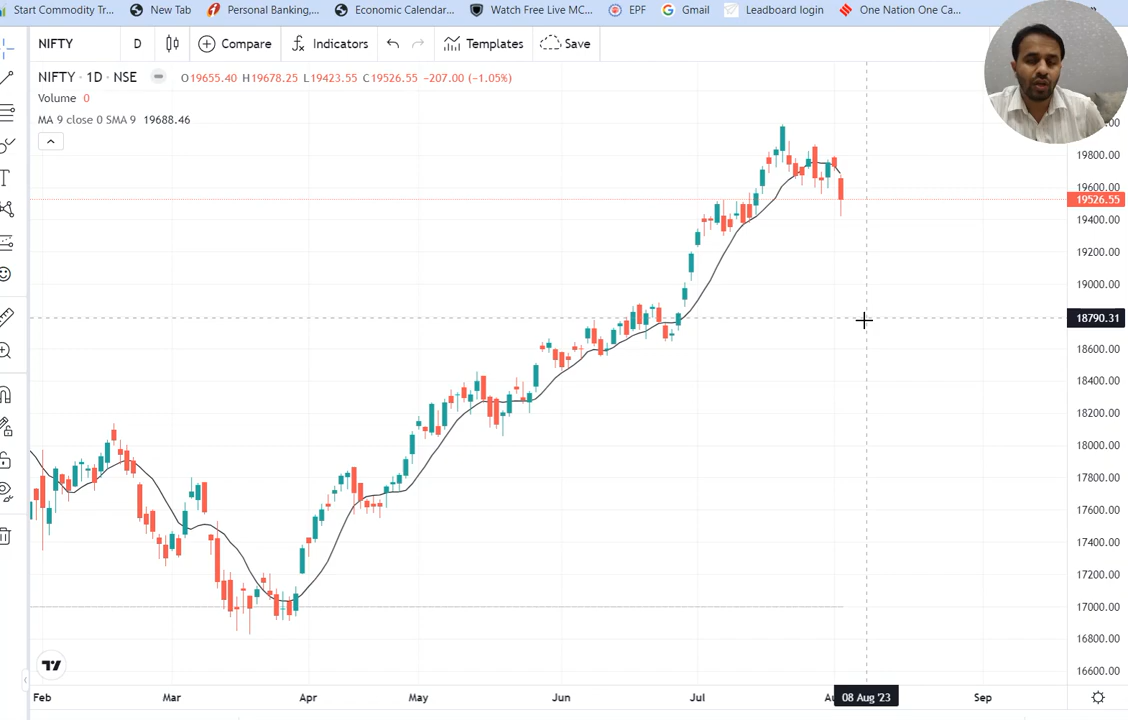 Start Commodity Tr...
New Tab
Personal Banking,...
Economic Calendar...
Watch Free Live MC...
EPF
Gmail
Leadboard login
One Nation One Ca...
NIFTY
D
Compare
Indicators
Templates
Save
NIFTY · 1D · NSE
O19655.40 H19678.25 L19423.55 C19526.55 −207.00 (−1.05%)
Volume 0
MA 9 close 0 SMA 9 19688.46
19800.00
19600.00
19526.55
19400.00
19200.00
19000.00
18790.31
18600.00
18400.00
18200.00
18000.00
17800.00
17600.00
17400.00
17200.00
17000.00
16800.00
16600.00
Feb
Mar
Apr
May
Jun
Jul
08 Aug '23
Sep